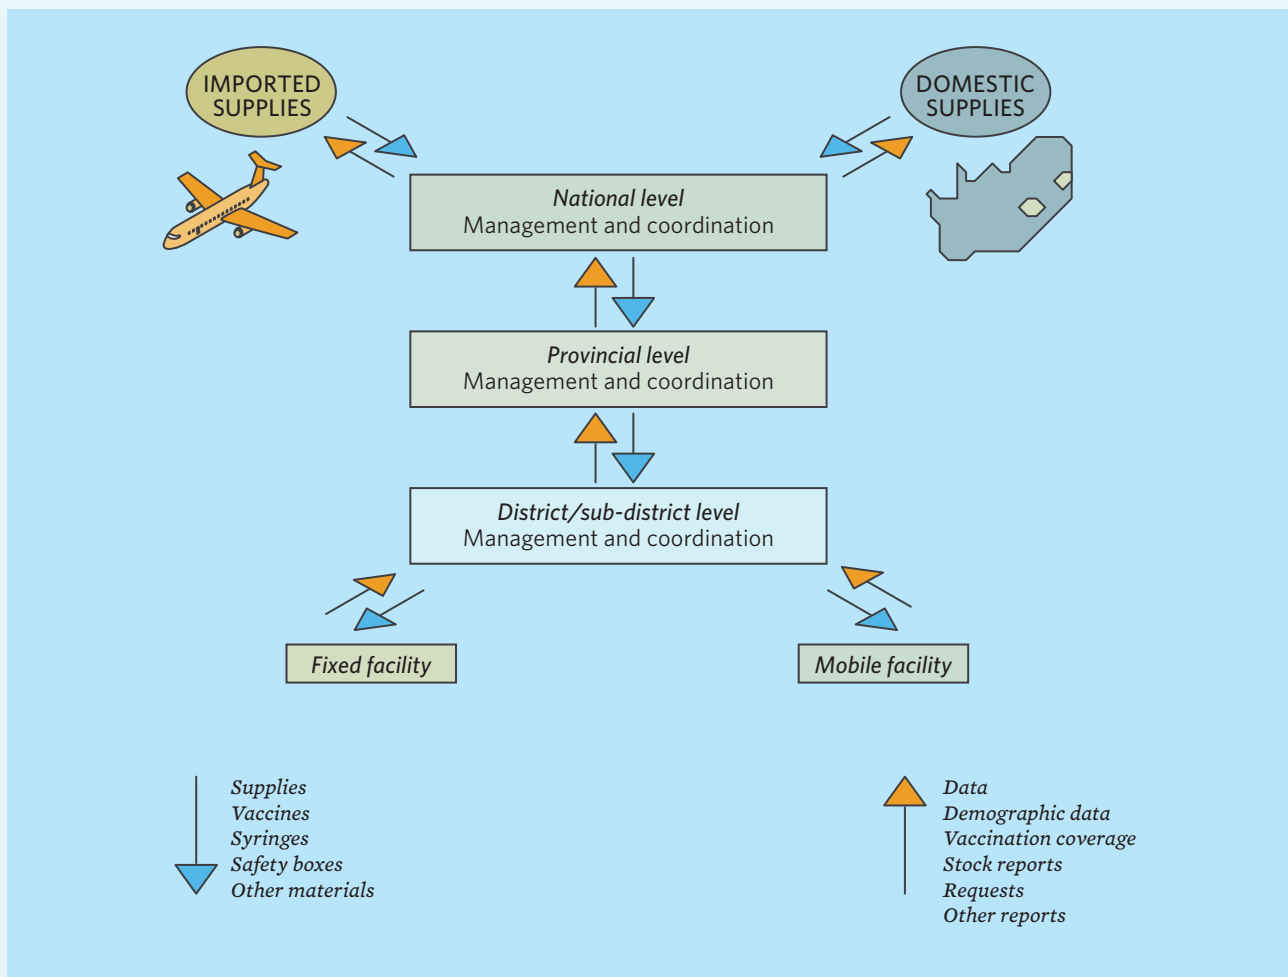 IMPORTED
SUPPLIES
DOMESTIC
SUPPLIES
National level
Management and coordination
Provincial level
Management and coordination
District/sub-district level
Management and coordination
Fixed facility
Mobile facility
Supplies
Vaccines
Syringes
Safety boxes
Other materials
Data
Demographic data
Vaccination coverage
Stock reports
Requests
Other reports